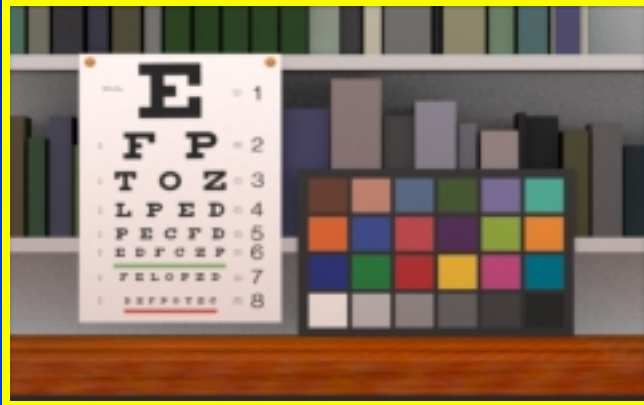 E 1
F P 2
T O Z 3
L P E D 4
P E C F D 5
E D F C Z P 6
F E L O P Z D 7
D E F P O T E C 8